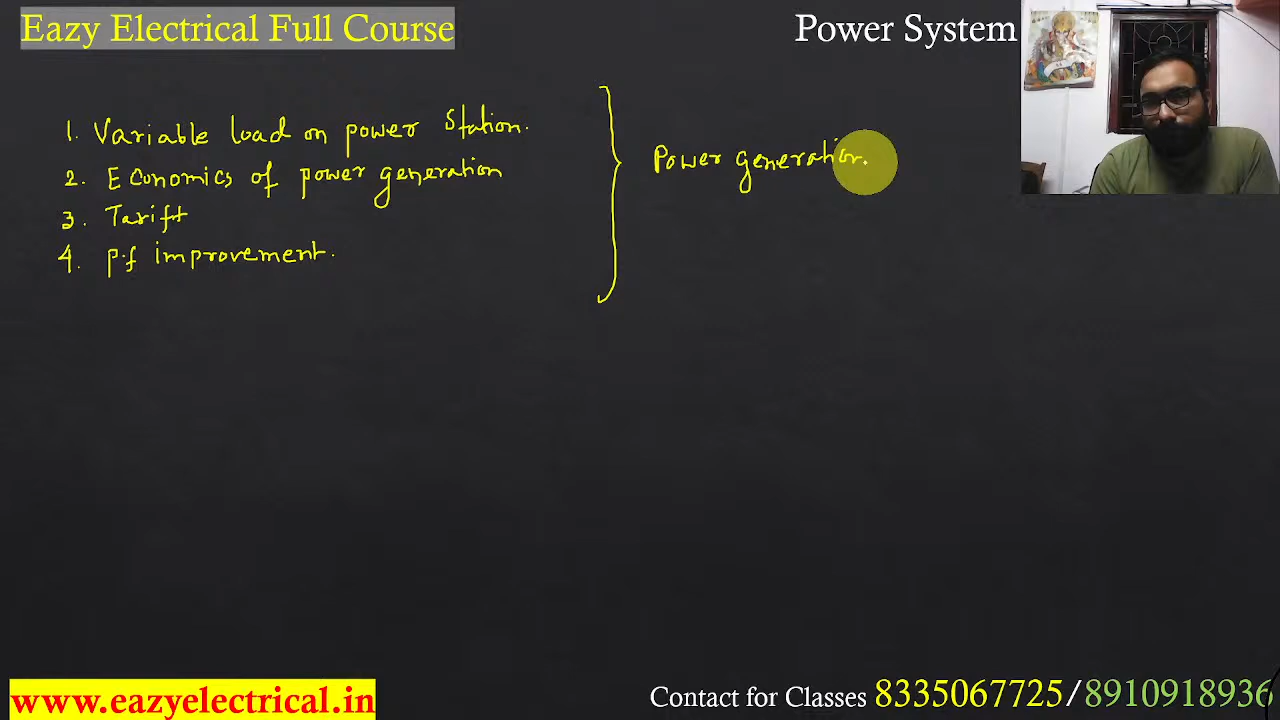 Eazy Electrical Full Course
Power System
1. Variable load on power station.
2. Economics of power generation
3. Tariff
4. p.f improvement.
Power generation.
www.eazyelectrical.in
Contact for Classes 8335067725/8910918936